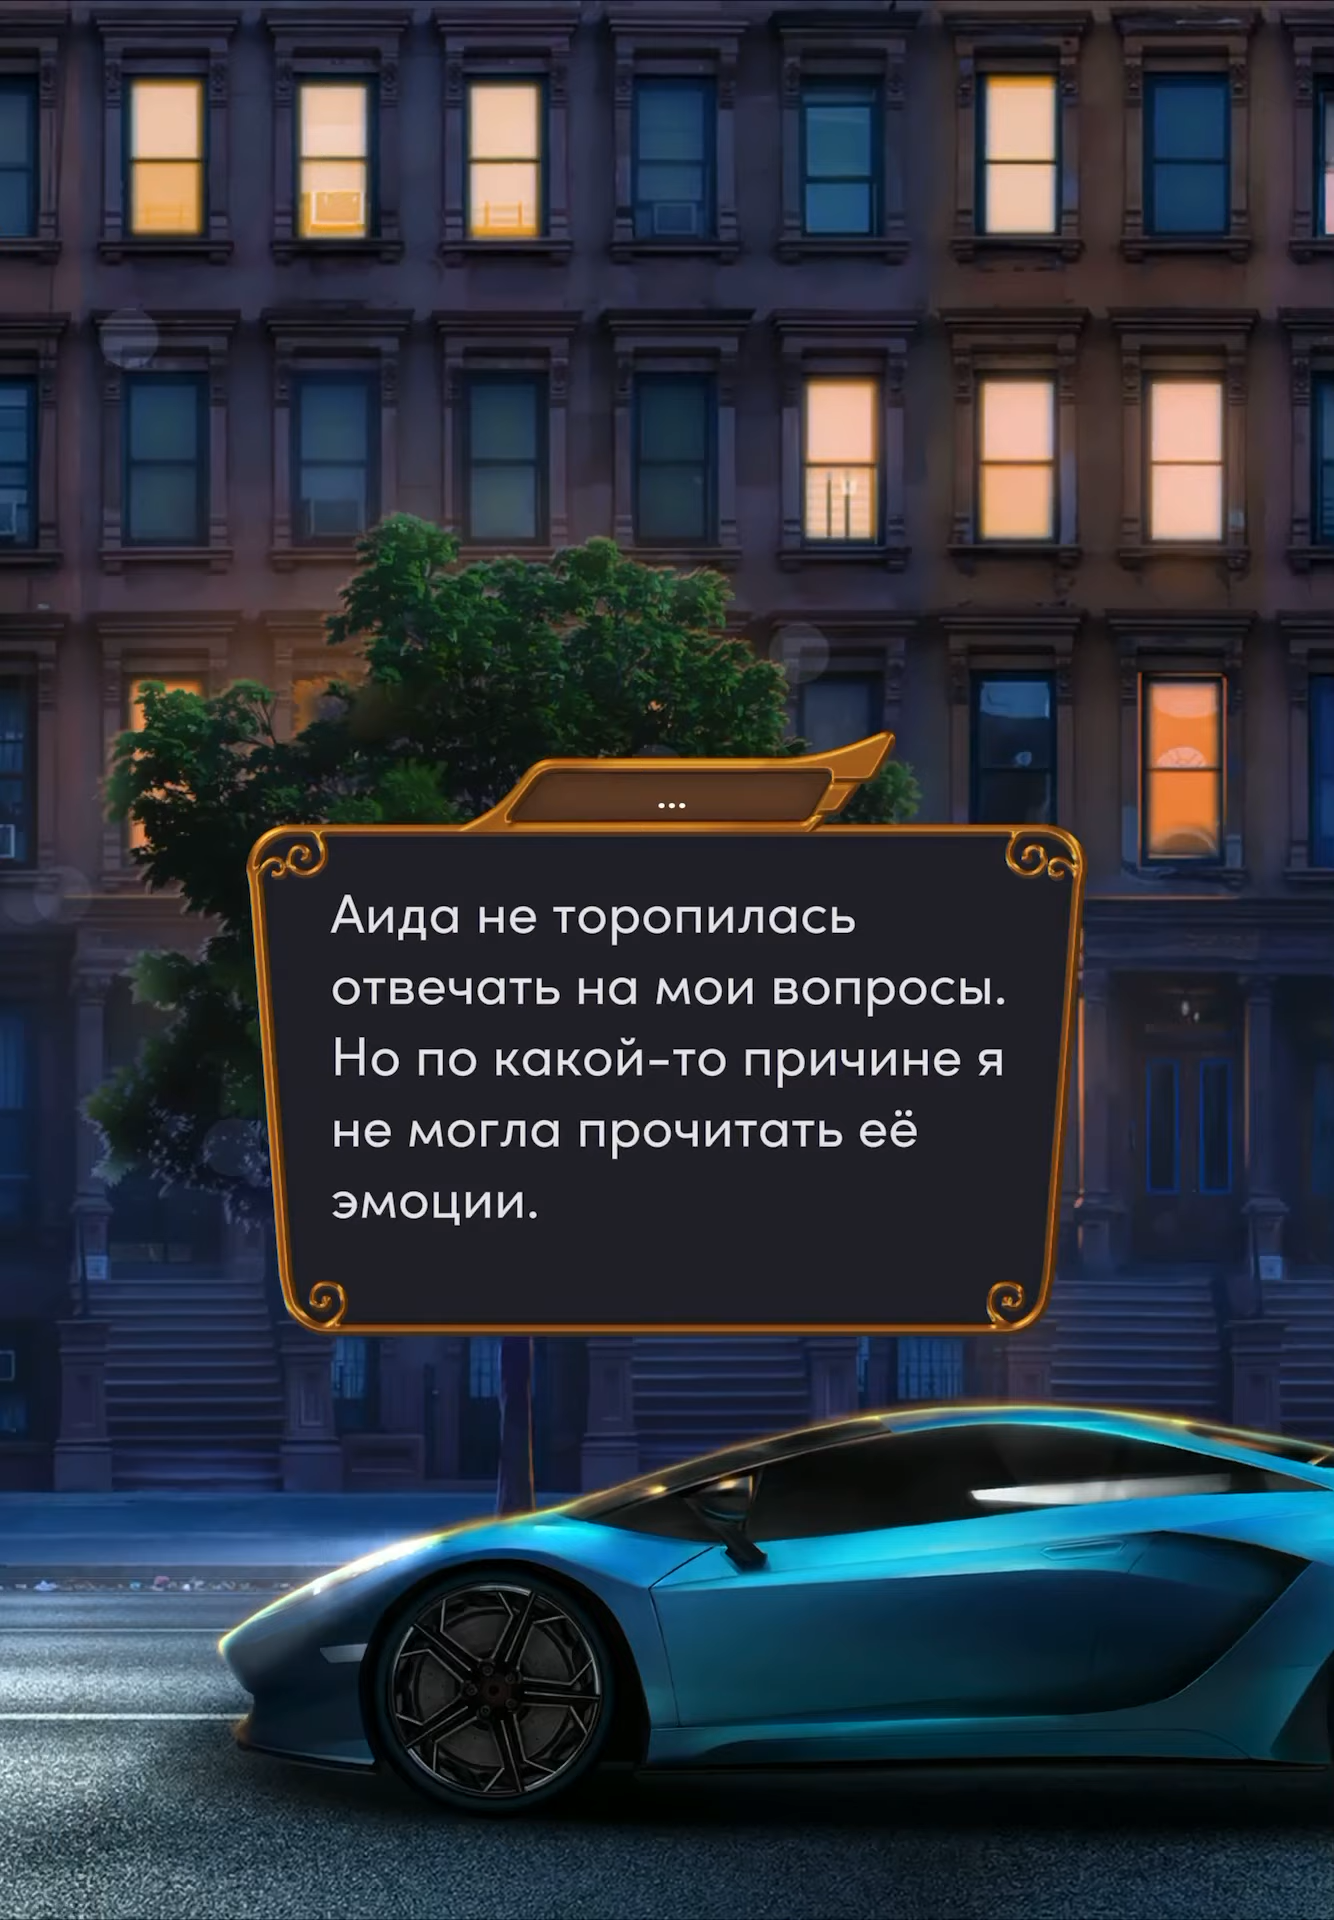 ...
Аида не торопилась
отвечать на мои вопросы.
Но по какой-то причине я
не могла прочитать её
эмоции.